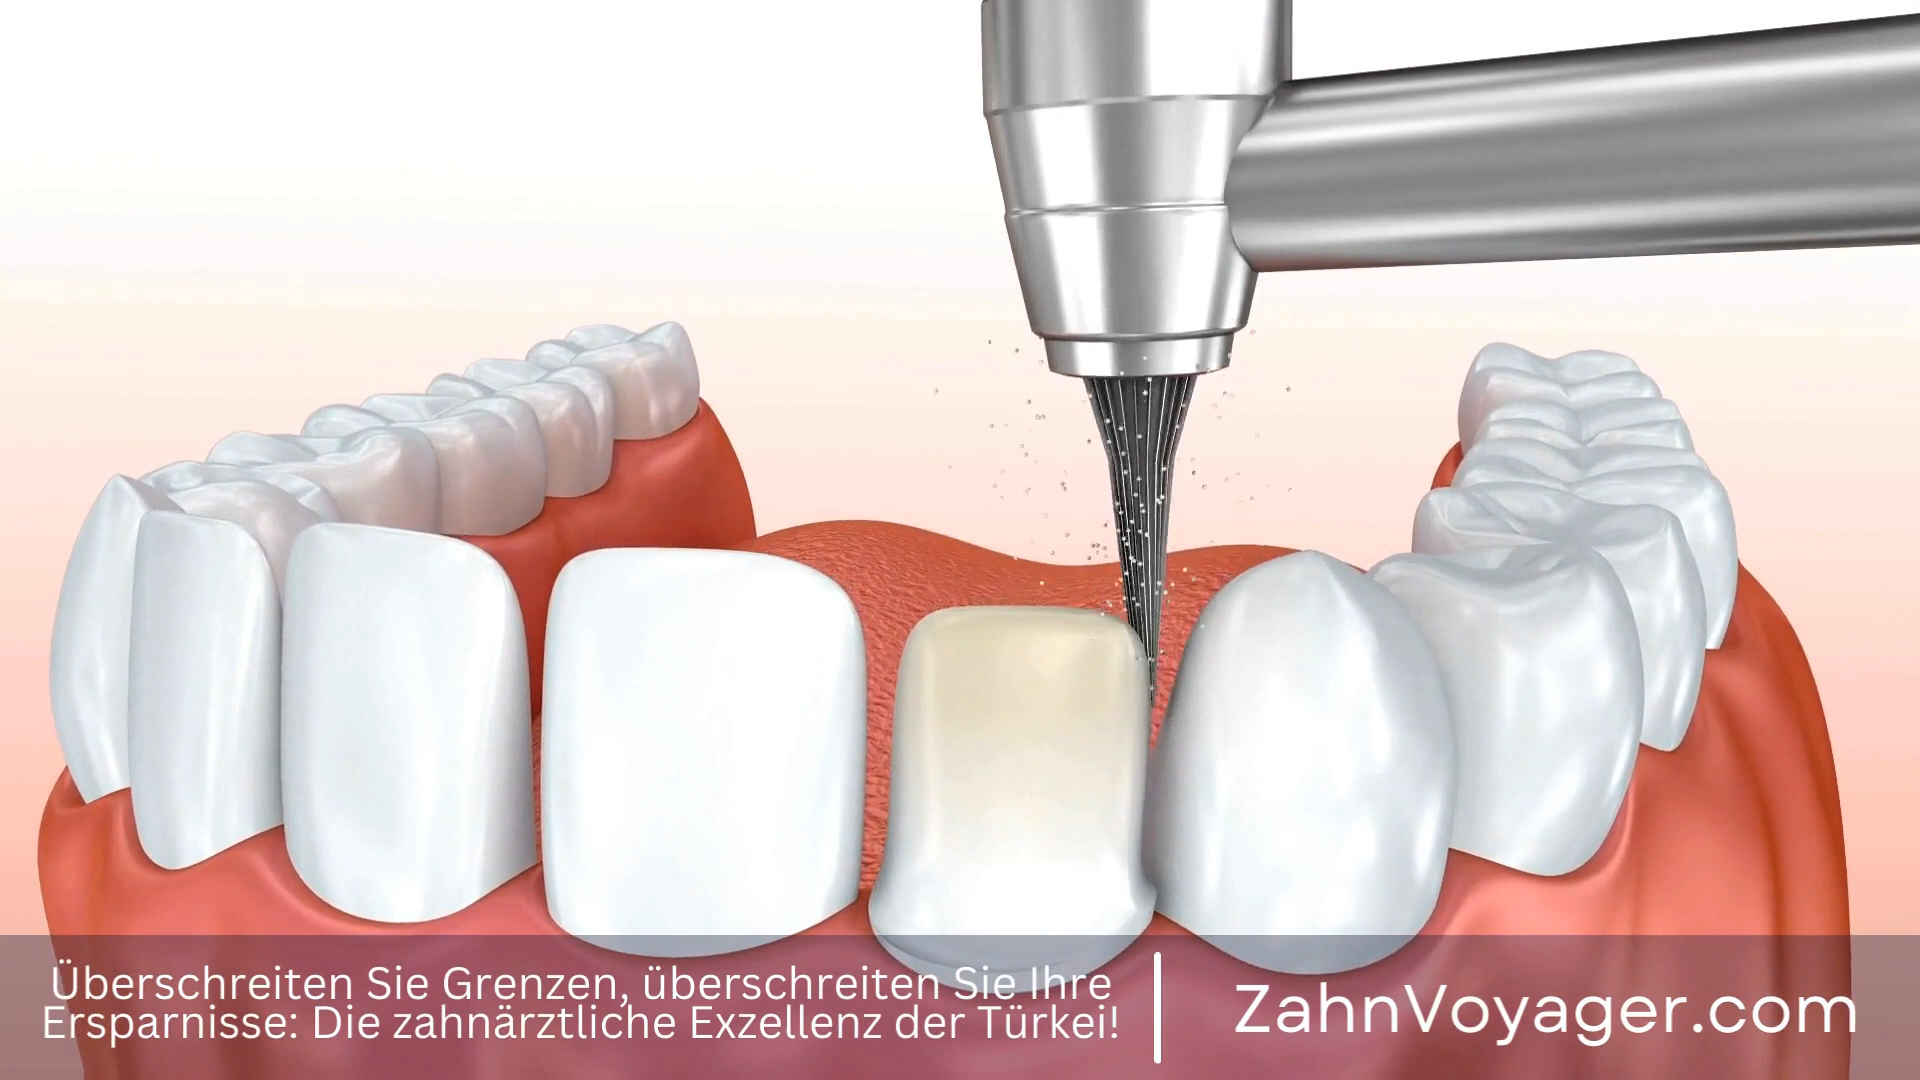 Überschreiten Sie Grenzen, überschreiten Sie Ihre
Ersparnisse: Die zahnärztliche Exzellenz der Türkei!
ZahnVoyager.com